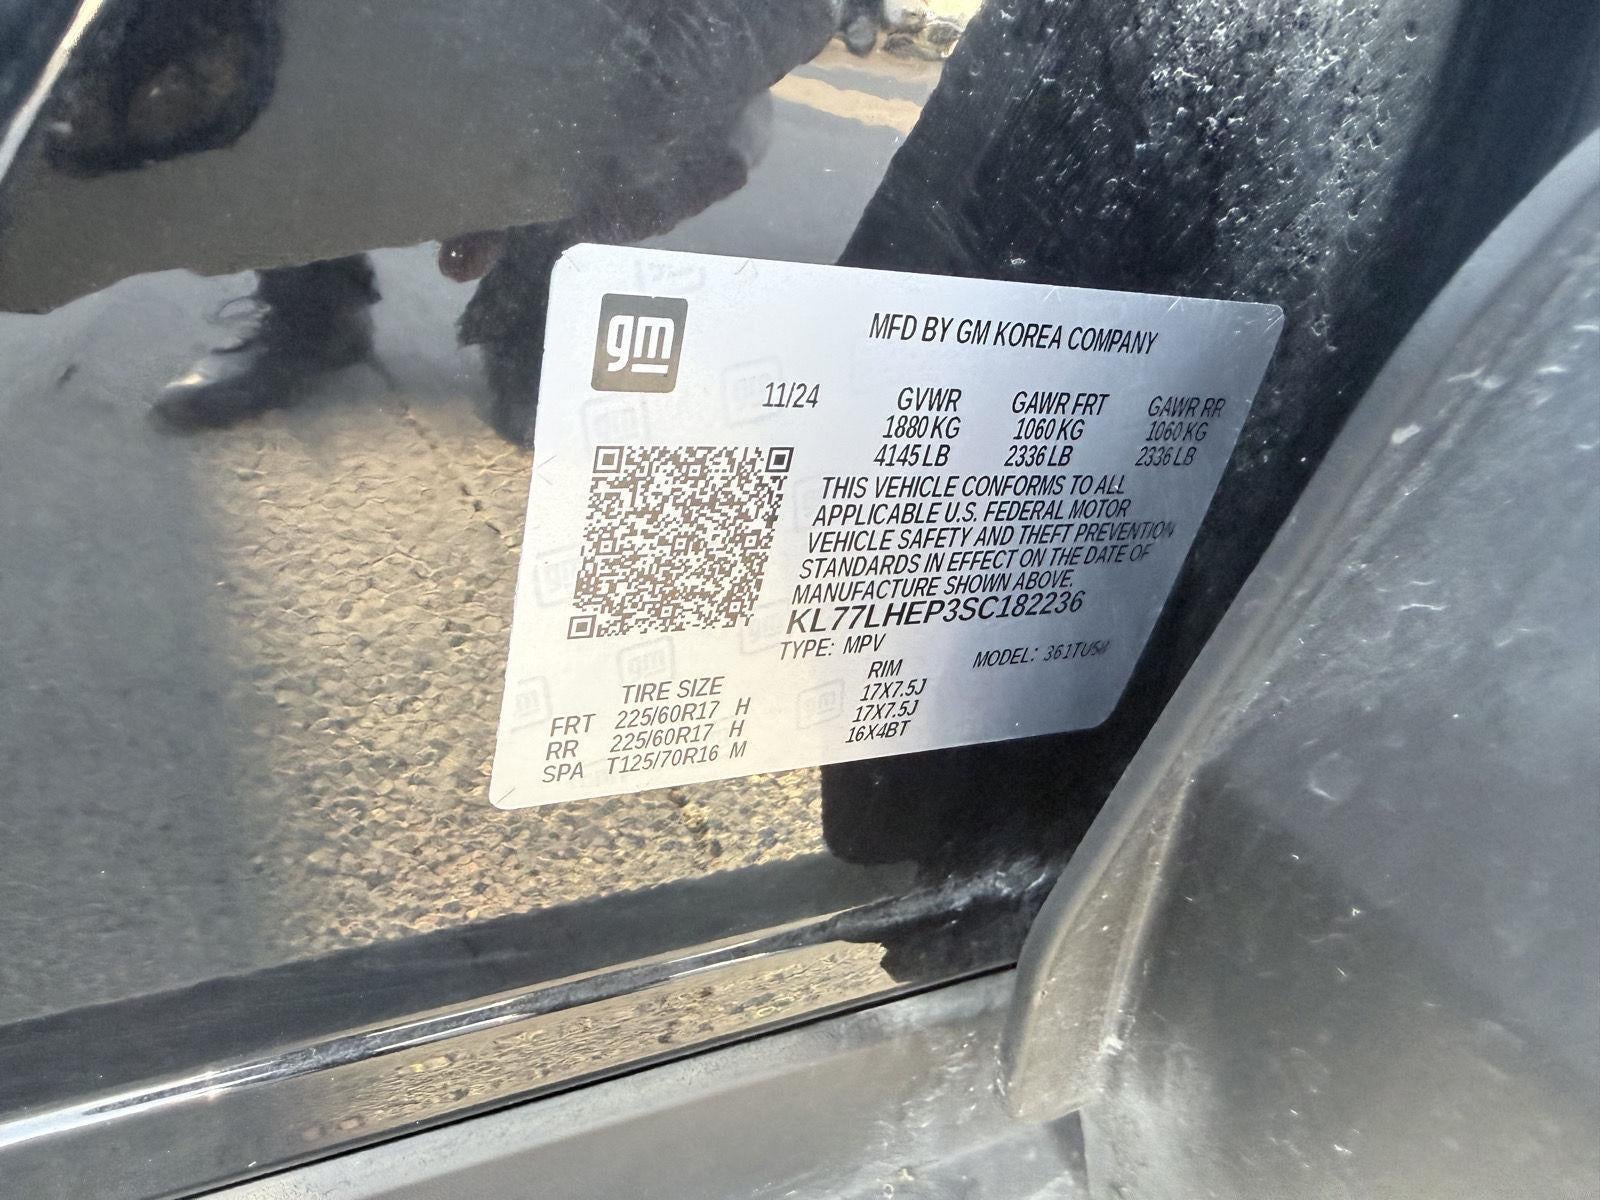 gm
MFD BY GM KOREA COMPANY
11/24 GVWR GAWR FRT GAWR RR
1880 KG 1060 KG 1060 KG
4145 LB 2336 LB 2336 LB
THIS VEHICLE CONFORMS TO ALL
APPLICABLE U.S. FEDERAL MOTOR
VEHICLE SAFETY AND THEFT PREVENTION
STANDARDS IN EFFECT ON THE DATE OF
MANUFACTURE SHOWN ABOVE.
KL77LHEP3SC182236
TYPE: MPV MODEL:
TIRE SIZE RIM
FRT 225/60R17 H 17X7.5J
RR 225/60R17 H 17X7.5J
SPA T125/70R16 M 16X4BT